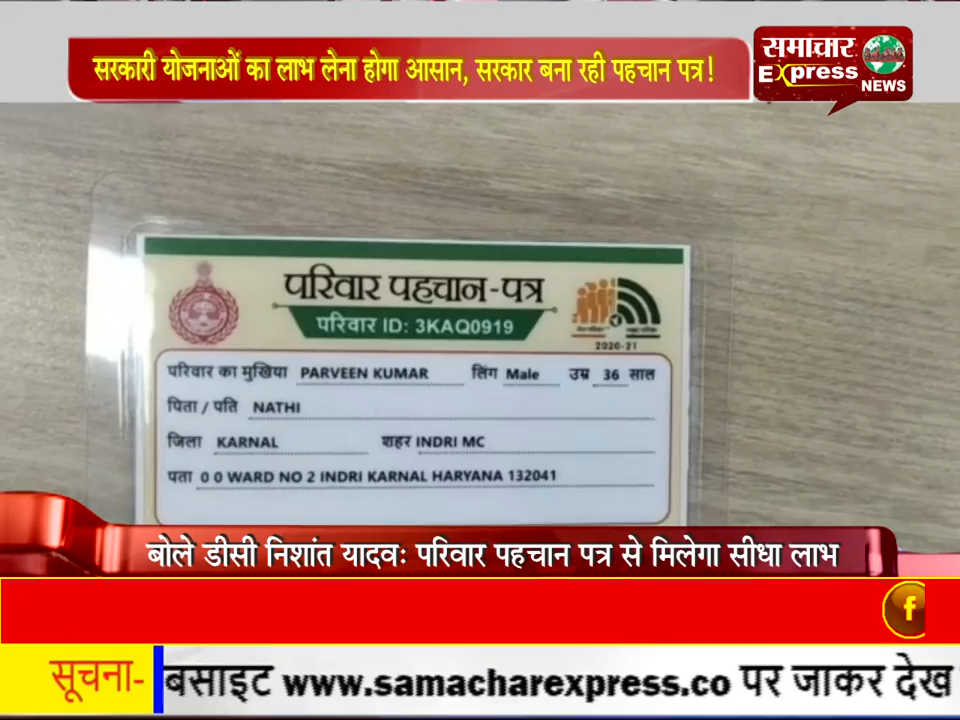 सरकारी योजनाओं का लाभ लेना होगा आसान, सरकार बना रही पहचान पत्र!
समाचार
Express
NEWS
परिवार पहचान-पत्र
परिवार ID: 3KAQ0919
2020-21
परिवार का मुखिया PARVEEN KUMAR लिंग Male उम्र 36 साल
पिता / पति NATHI
जिला KARNAL शहर INDRI MC
पता 0 0 WARD NO 2 INDRI KARNAL HARYANA 132041
बोले डीसी निशांत यादवः परिवार पहचान पत्र से मिलेगा सीधा लाभ
f
सूचना- बसाइट www.samacharexpress.co पर जाकर देख